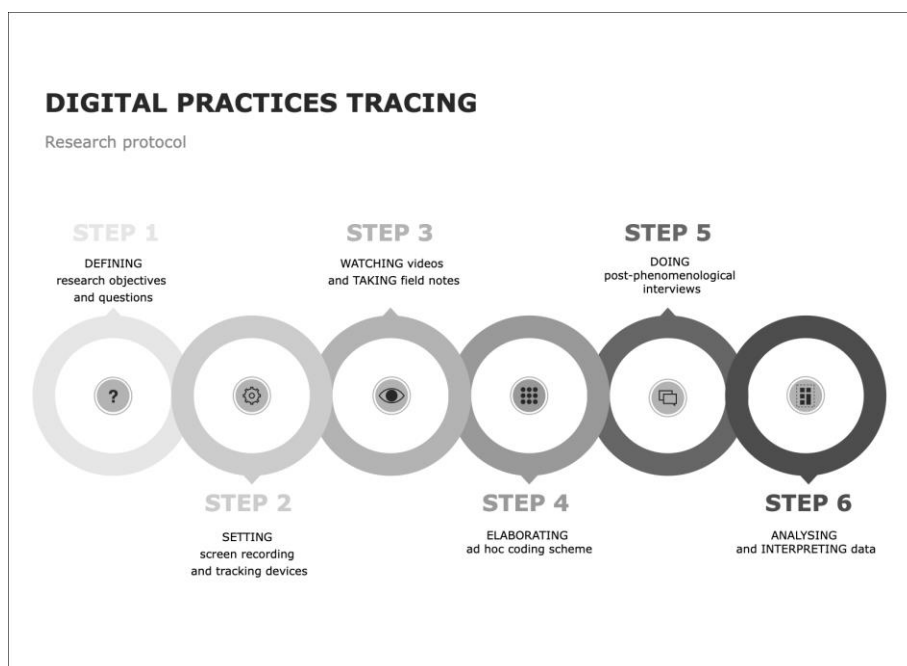 DIGITAL PRACTICES TRACING
Research protocol
STEP 1
DEFINING
research objectives
and questions
?
STEP 2
SETTING
screen recording
and tracking devices
STEP 3
WATCHING videos
and TAKING field notes
STEP 4
ELABORATING
ad hoc coding scheme
STEP 5
DOING
post-phenomenological
interviews
STEP 6
ANALYSING
and INTERPRETING data